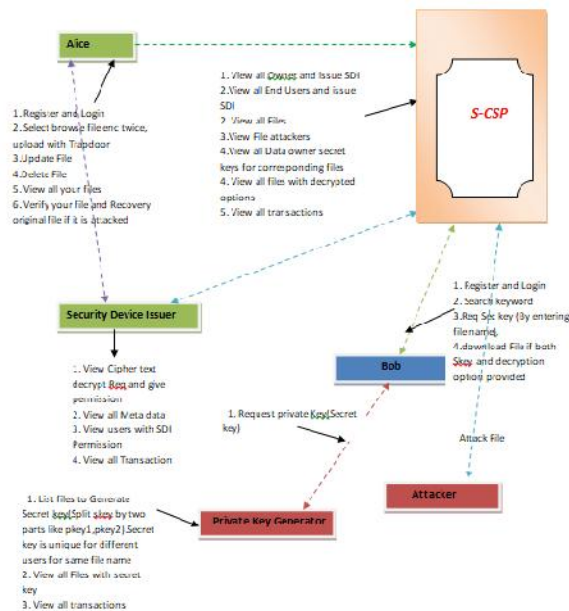 Alice
S-CSP
1. Register and Login
2. Select browse file enc twice,
upload with Trapdoor
3. Update File
4. Delete File
5. View all your files
6. Verify your file and Recovery
original file if it is attacked
1. View all Owner and Issue SDI
2. View all End Users and issue
SDI
2. View all Files
3. View File attackers
4. View all Data owner secret
keys for corresponding files
4. View all files with decrypted
options
5. View all transactions
Security Device Issuer
1. View Cipher text
decrypt Req and give
permission
2. View all Meta data
3. View users with SDI
Permission
4. View all Transaction
1. Register and Login
2. Search keyword
3. Req Sec key (By entering
filename),
4. download File if both
Skey and decryption
option provided
Bob
1. Request private Key(Secret
key)
Attack File
Attacker
1. List files to Generate
Secret key(Split skey by two
parts like pkey1,pkey2).Secret
key is unique for different
users for same file name
2. View all Files with secret
key
3. View all transactions
Private Key Generator